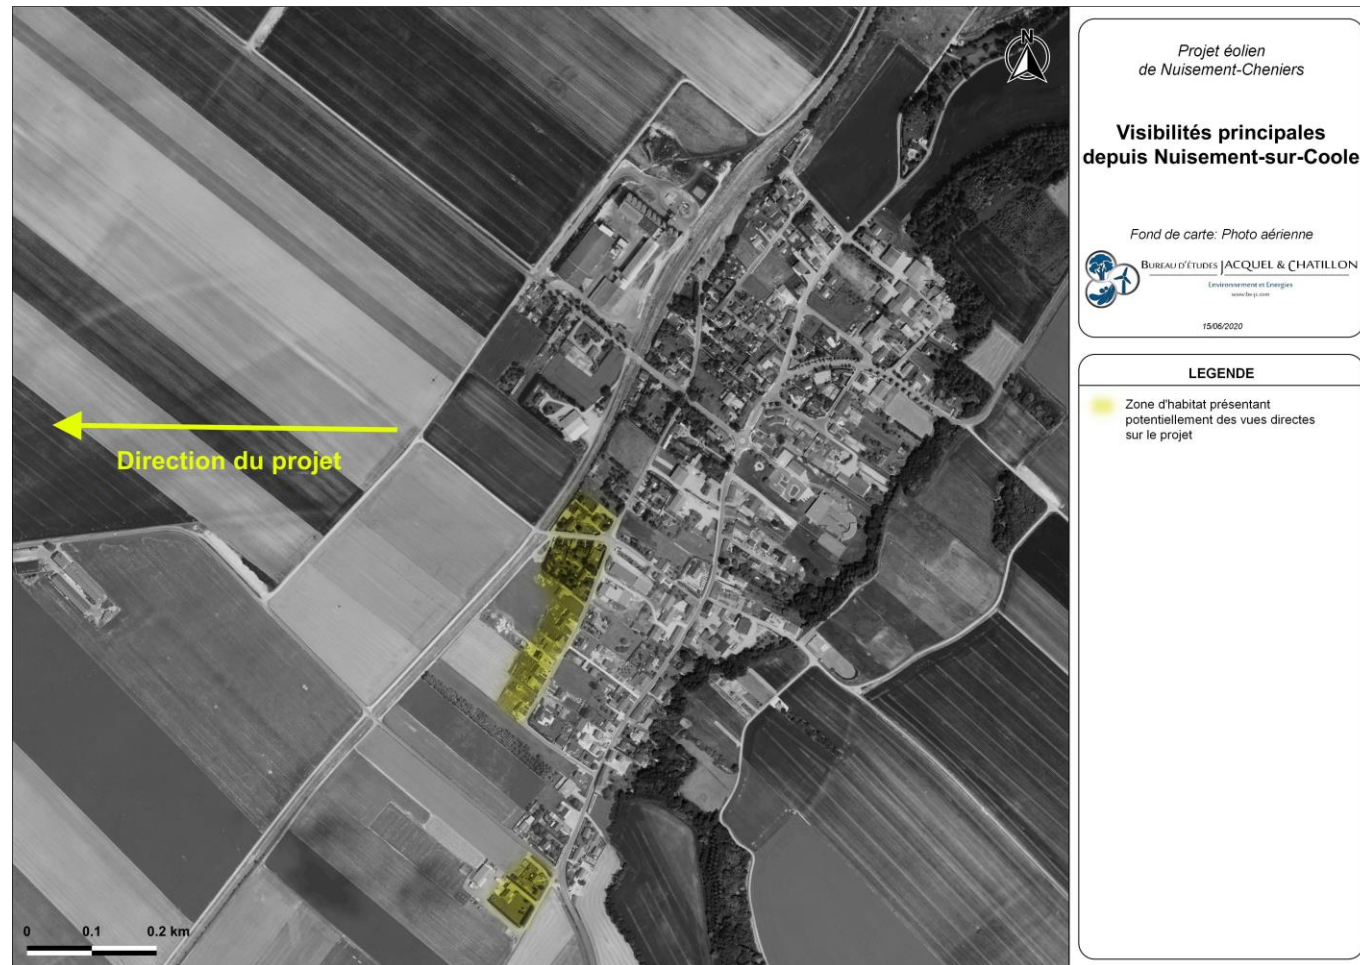 N
Direction du projet
0 0.1 0.2 km
Projet éolien
de Nuisement-Cheniers
Visibilités principales
depuis Nuisement-sur-Coole
Fond de carte: Photo aérienne
BUREAU D'ÉTUDES JACQUEL & CHATILLON
Environnement et Energies
15/06/2020
LEGENDE
Zone d'habitat présentant
potentiellement des vues directes
sur le projet